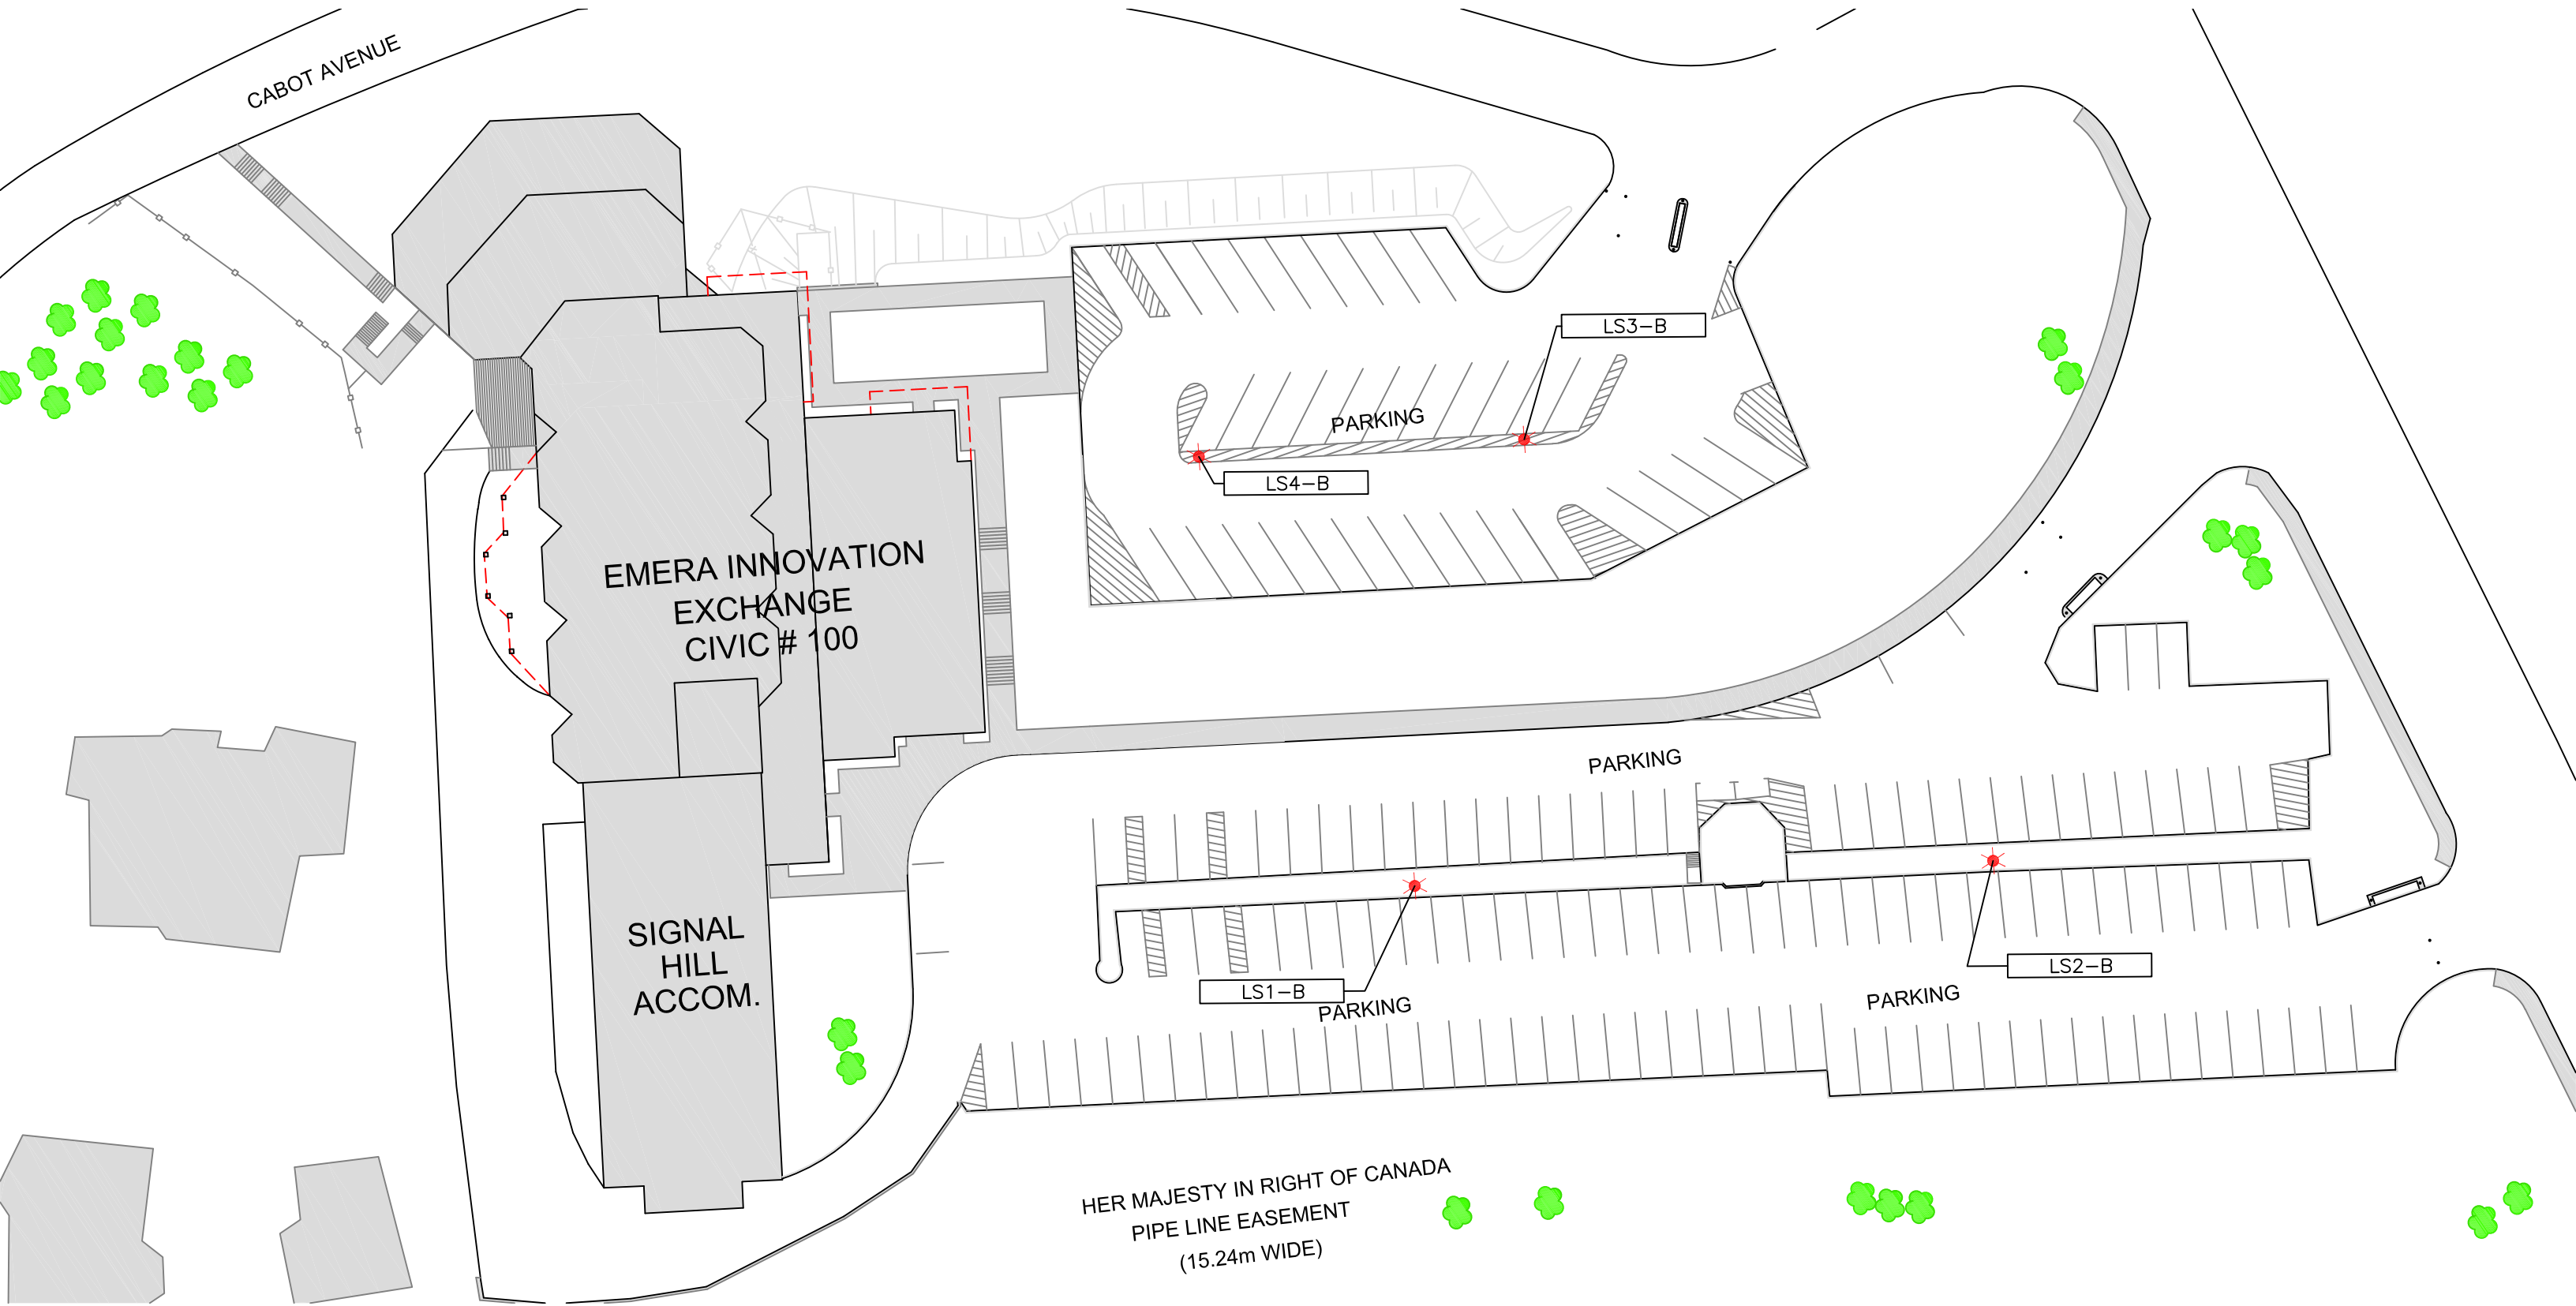 CABOT AVENUE
LS3-B
PARKING
LS4-B
EMERA INNOVATION
EXCHANGE
CIVIC # 100
PARKING
SIGNAL
HILL
ACCOM.
LS1-B
PARKING
LS2-B
PARKING
HER MAJESTY IN RIGHT OF CANADA
PIPE LINE EASEMENT
(15.24m WIDE)